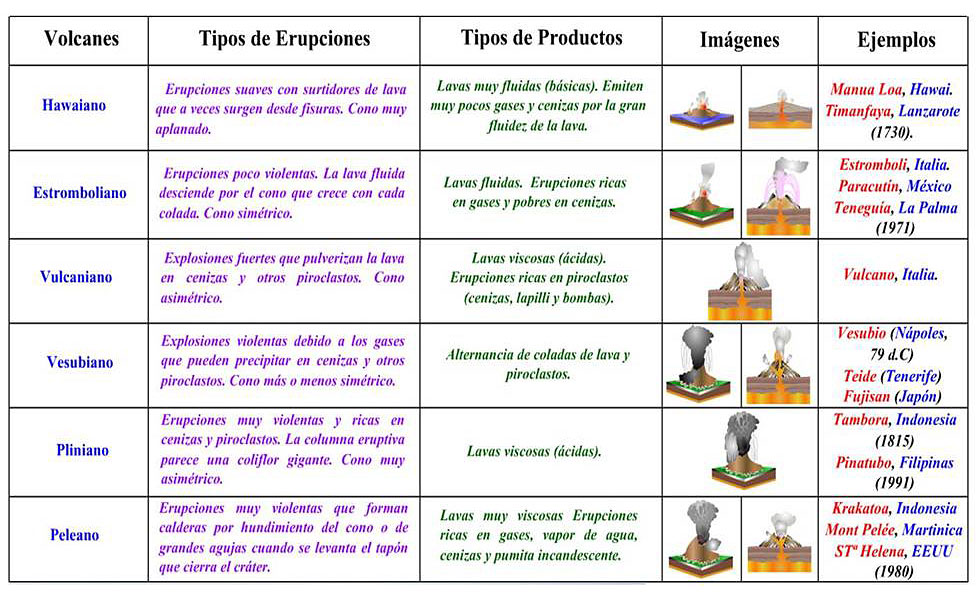 Volcanes
Tipos de Erupciones
Tipos de Productos
Imágenes
Ejemplos
Hawaiano
Erupciones suaves con surtidores de lava
que a veces surgen desde fisuras. Cono muy
aplanado.
Lavas muy fluidas (básicas). Emiten
muy pocos gases y cenizas por la gran
fluidez de la lava.
Manua Loa, Hawai.
Timanfaya, Lanzarote
(1730).
Estromboliano
Erupciones poco violentas. La lava fluida
desciende por el cono que crece con cada
colada. Cono simétrico.
Lavas fluidas. Erupciones ricas
en gases y pobres en cenizas.
Estromboli, Italia.
Paracutín, México
Teneguía, La Palma
(1971)
Vulcaniano
Explosiones fuertes que pulverizan la lava
en cenizas y otros piroclastos. Cono
asimétrico.
Lavas viscosas (ácidas).
Erupciones ricas en piroclastos
(cenizas, lapilli y bombas).
Vulcano, Italia.
Vesubiano
Explosiones violentas debido a los gases
que pueden precipitar en cenizas y otros
piroclastos. Cono más o menos simétrico.
Alternancia de coladas de lava y
piroclastos.
Vesubio (Nápoles,
79 d.C)
Teide (Tenerife)
Fujisan (Japón)
Pliniano
Erupciones muy violentas y ricas en
cenizas y piroclastos. La columna eruptiva
parece una coliflor gigante. Cono muy
asimétrico.
Lavas viscosas (ácidas).
Tambora, Indonesia
(1815)
Pinatubo, Filipinas
(1991)
Peleano
Erupciones muy violentas que forman
calderas por hundimiento del cono o de
grandes agujas cuando se levanta el tapón
que cierra el cráter.
Lavas muy viscosas Erupciones
ricas en gases, vapor de agua,
cenizas y pumita incandescente.
Krakatoa, Indonesia
Mont Pelée, Martinica
STª Helena, EEUU
(1980)